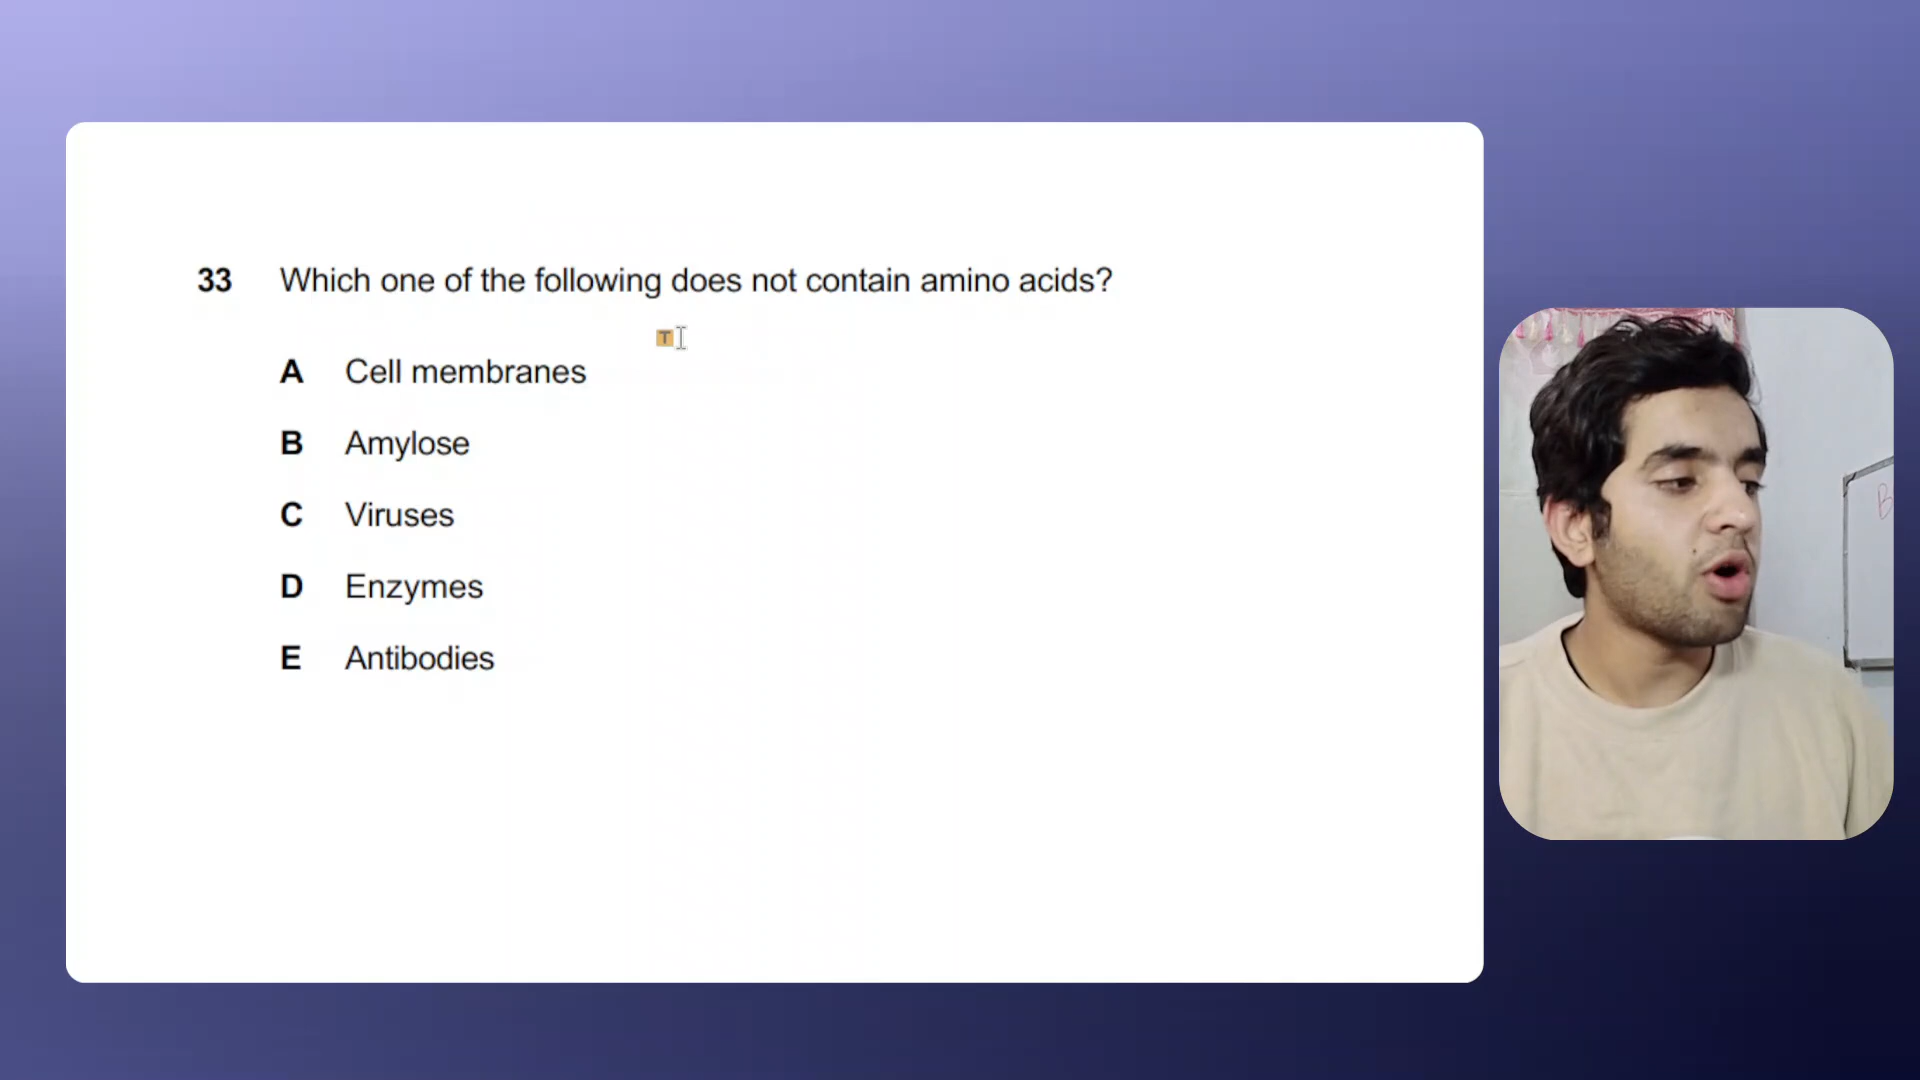 33 Which one of the following does not contain amino acids?
T
A Cell membranes
B Amylose
C Viruses
D Enzymes
E Antibodies
B